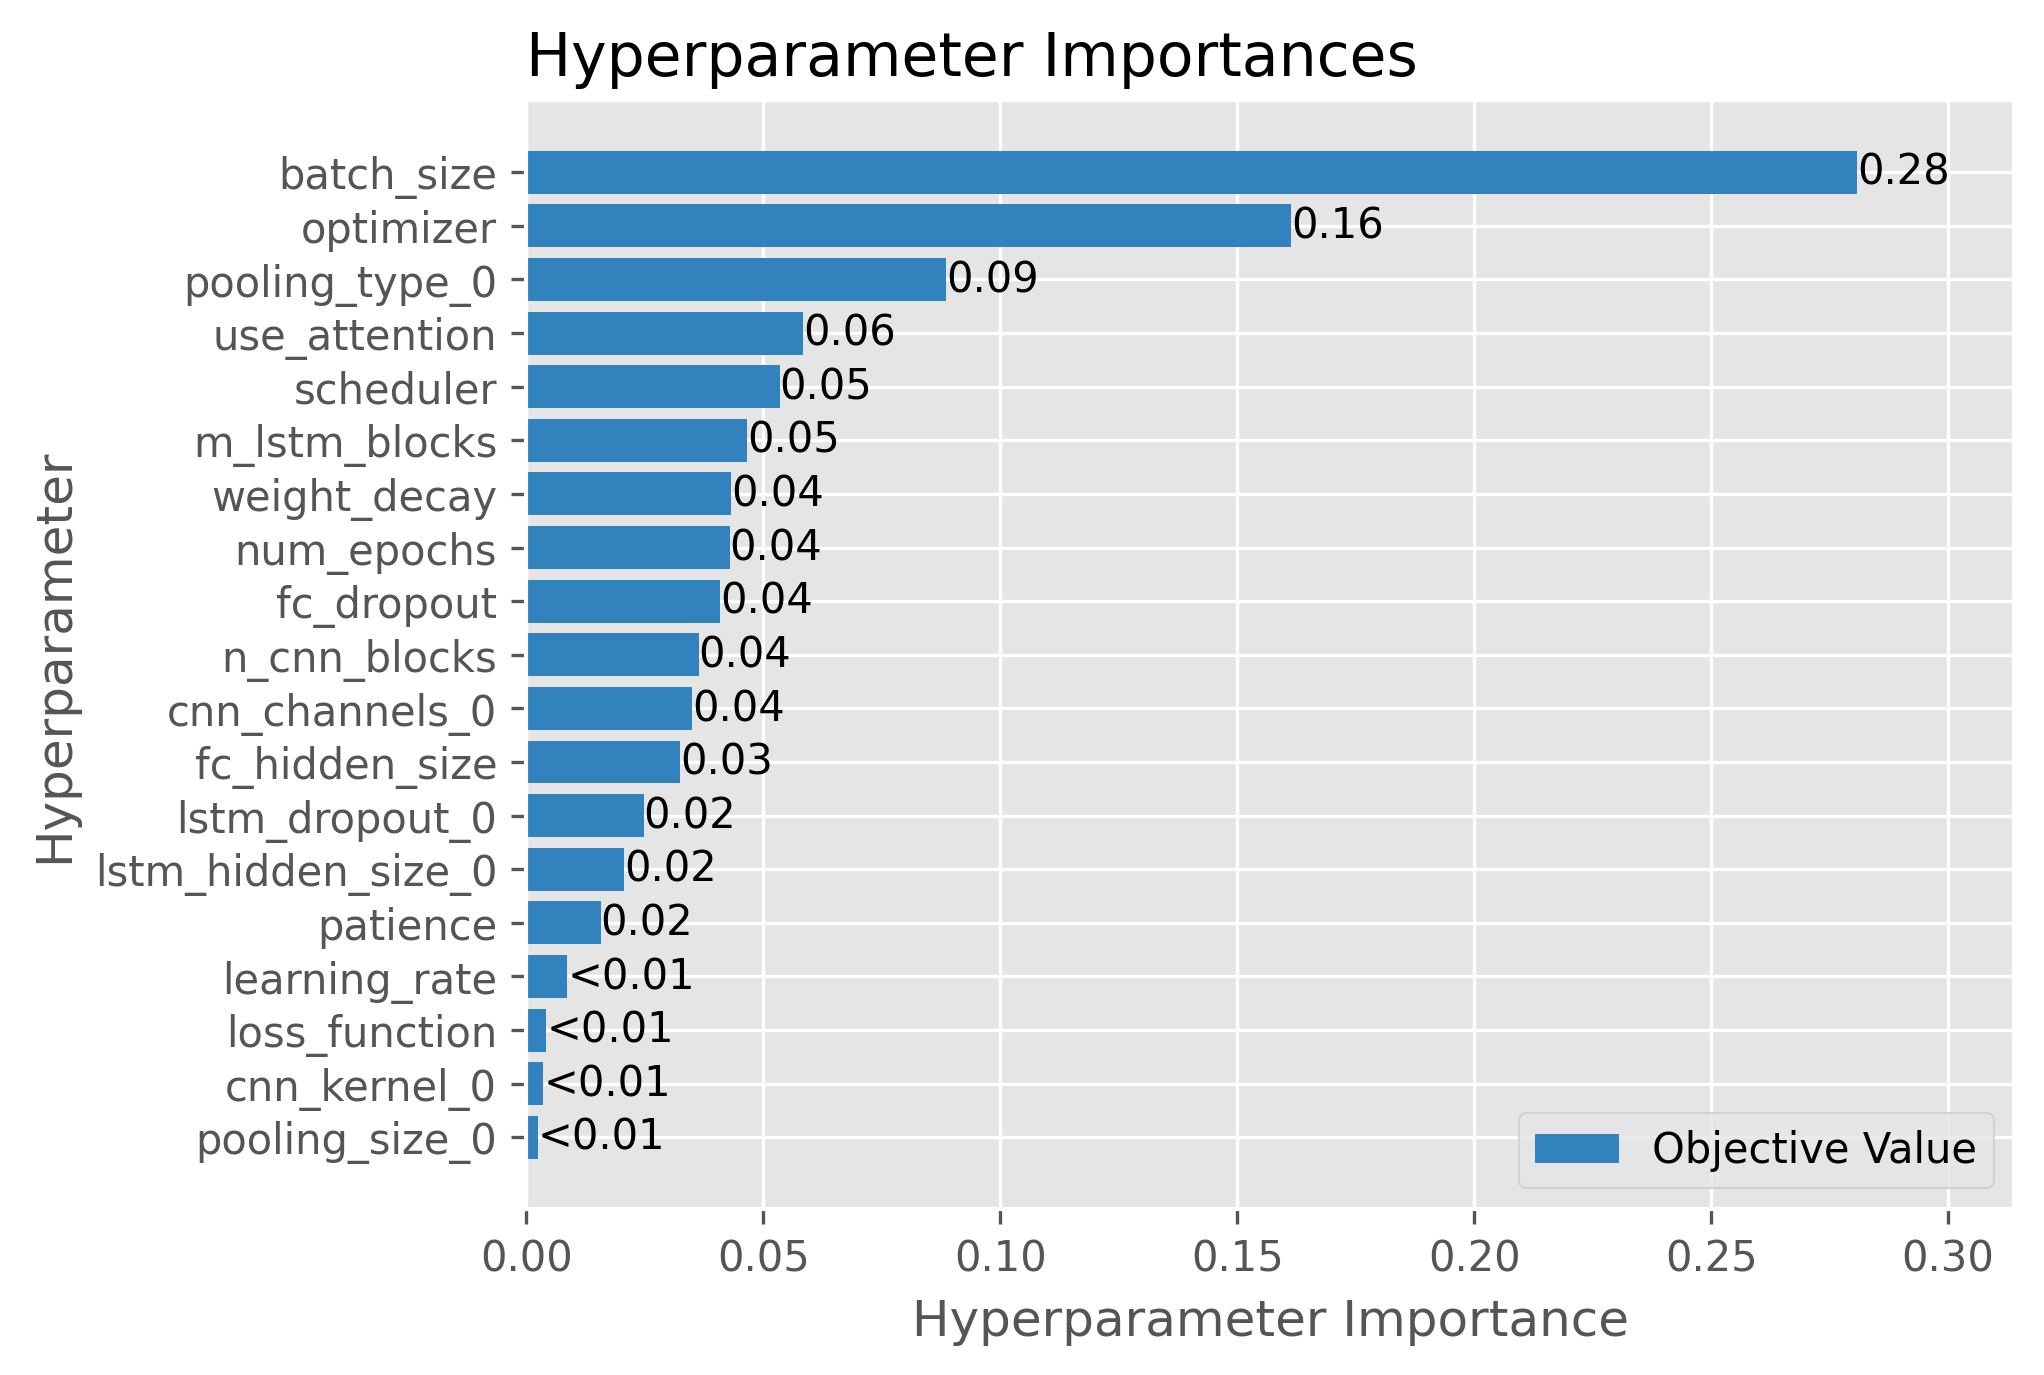 Hyperparameter Importances
Hyperparameter
batch_size 0.28
optimizer 0.16
pooling_type_0 0.09
use_attention 0.06
scheduler 0.05
m_lstm_blocks 0.05
weight_decay 0.04
num_epochs 0.04
fc_dropout 0.04
n_cnn_blocks 0.04
cnn_channels_0 0.04
fc_hidden_size 0.03
lstm_dropout_0 0.02
lstm_hidden_size_0 0.02
patience 0.02
learning_rate <0.01
loss_function <0.01
cnn_kernel_0 <0.01
pooling_size_0 <0.01
Objective Value
0.00 0.05 0.10 0.15 0.20 0.25 0.30
Hyperparameter Importance